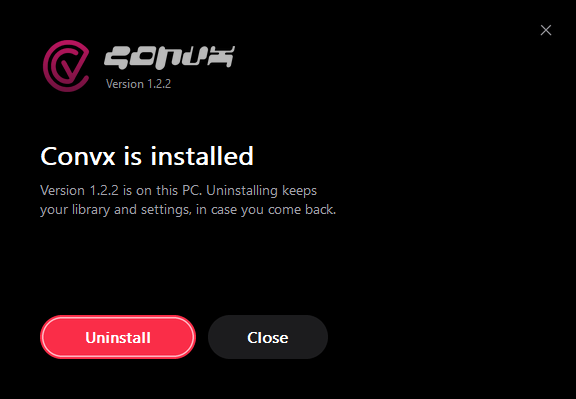 convx
Version 1.2.2
Convx is installed
Version 1.2.2 is on this PC. Uninstalling keeps
your library and settings, in case you come back.
Uninstall
Close